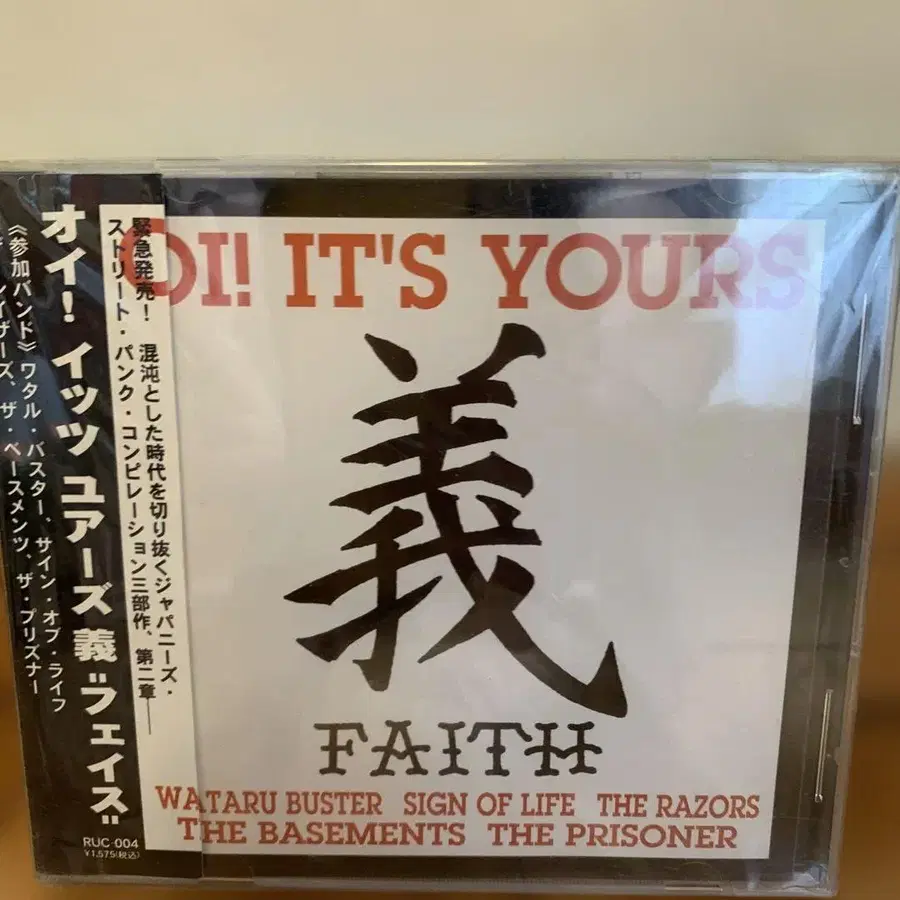 OI! IT'S YOURS
義
FAITH
WATARU BUSTER SIGN OF LIFE THE RAZORS
THE BASEMENTS THE PRISONER
緊急発売! 混沌とした時代を切り抜くジャパニーズ・
ストリート・パンク・コンピレーション三部作、第二章――
オイ! イッツ ユアーズ 義 "フェイス"
《参加バンド》ワタル・バスター、サイン・オブ・ライフ
レイザーズ、ザ・ベースメンツ、ザ・プリズナー
RUC-004
¥1,575(税込)